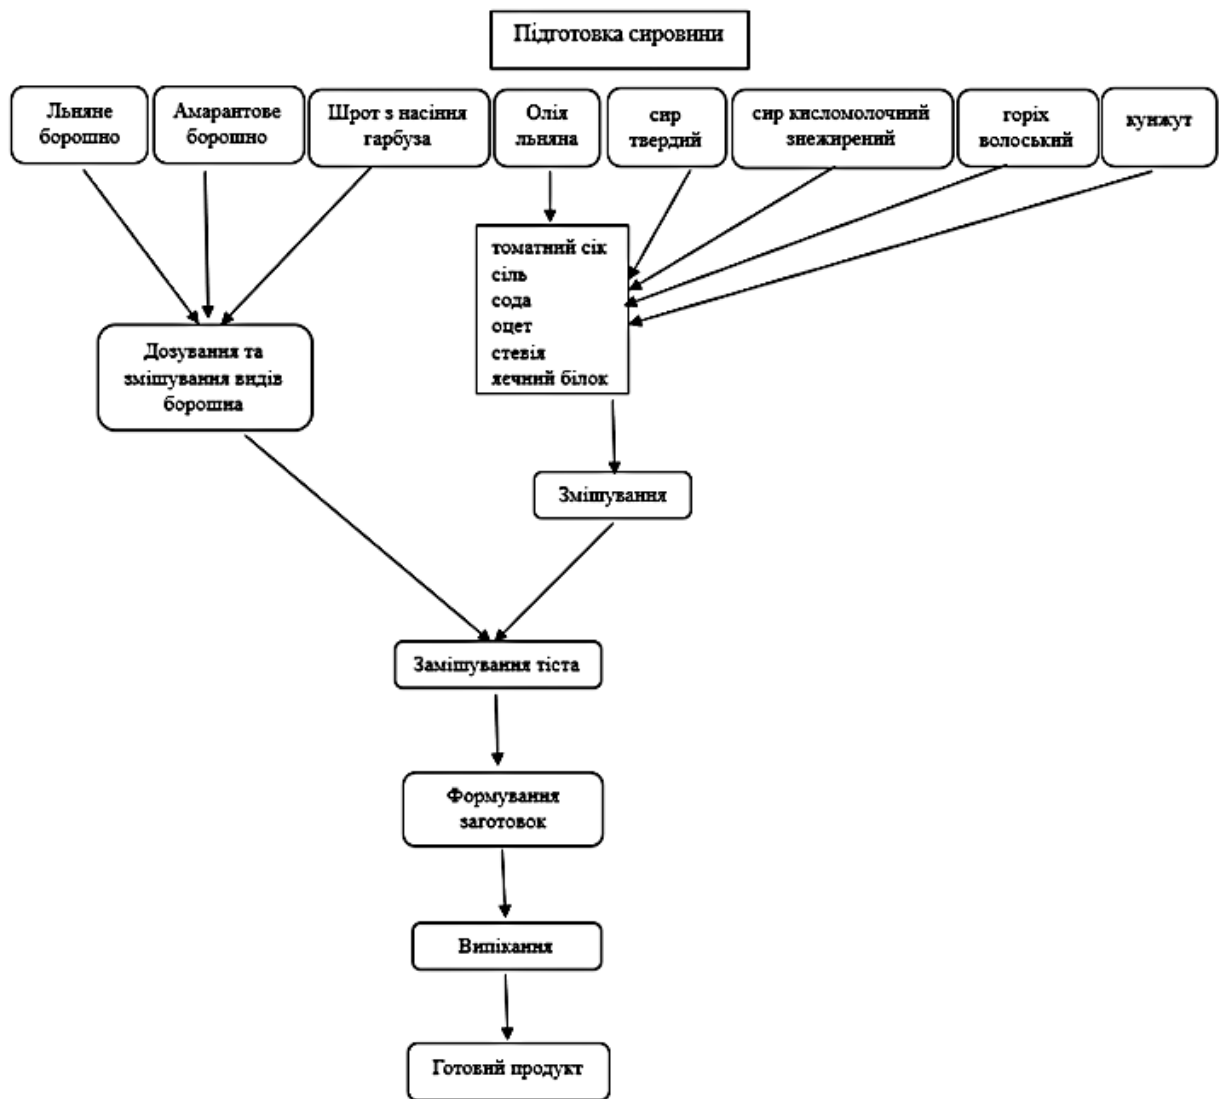 Підготовка сировини
Льняне
борошно
Амарантове
борошно
Шрот з насіння
гарбуза
Олія
льняна
сир
твердий
сир кисломолочний
знежирений
горіх
волоський
кунжут
томатний сік
сіль
сода
оцет
стевія
яєчний білок
Дозування та
змішування видів
борошна
Змішування
Замішування тіста
Формування
заготовок
Випікання
Готовий продукт